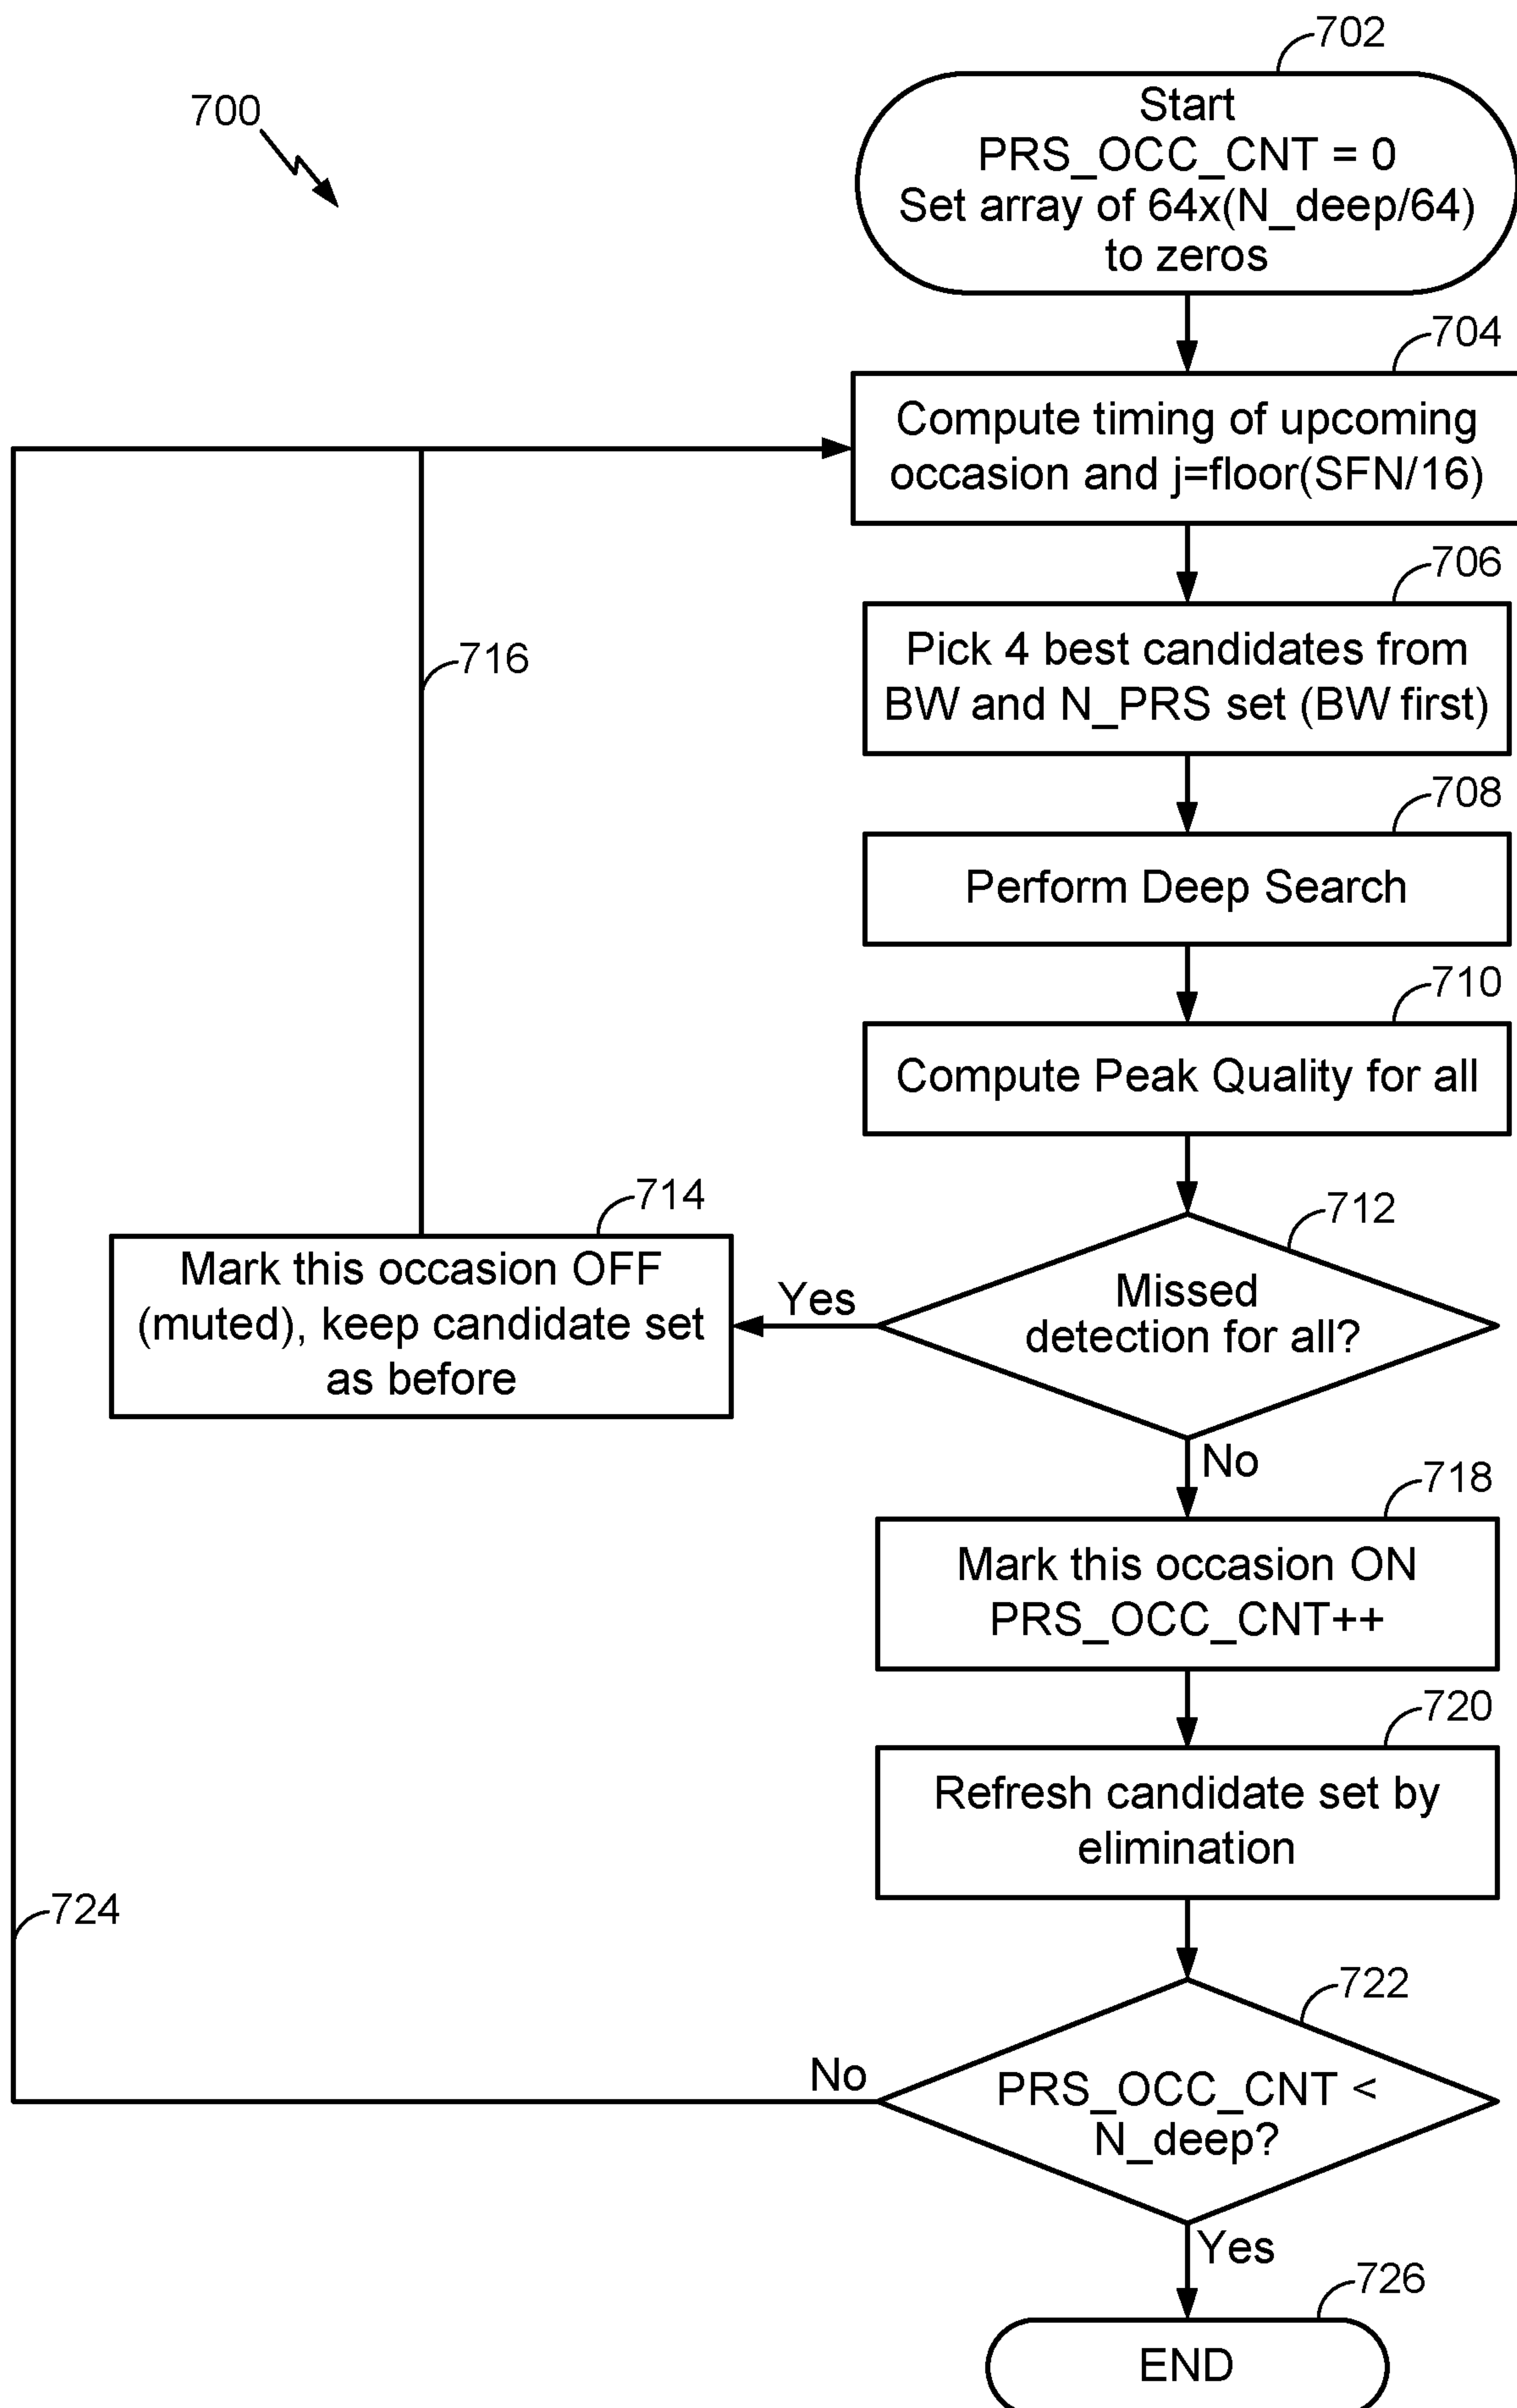 702
700
Start
PRS_OCC_CNT = 0
Set array of 64x(N_deep/64)
to zeros
704
Compute timing of upcoming
occasion and j=floor(SFN/16)
706
Pick 4 best candidates from
BW and N_PRS set (BW first)
716
708
Perform Deep Search
710
Compute Peak Quality for all
714
712
Mark this occasion OFF
(muted), keep candidate set
as before
Yes
Missed
detection for all?
No
718
Mark this occasion ON
PRS_OCC_CNT++
720
Refresh candidate set by
elimination
724
722
No
PRS_OCC_CNT <
N_deep?
Yes
726
END